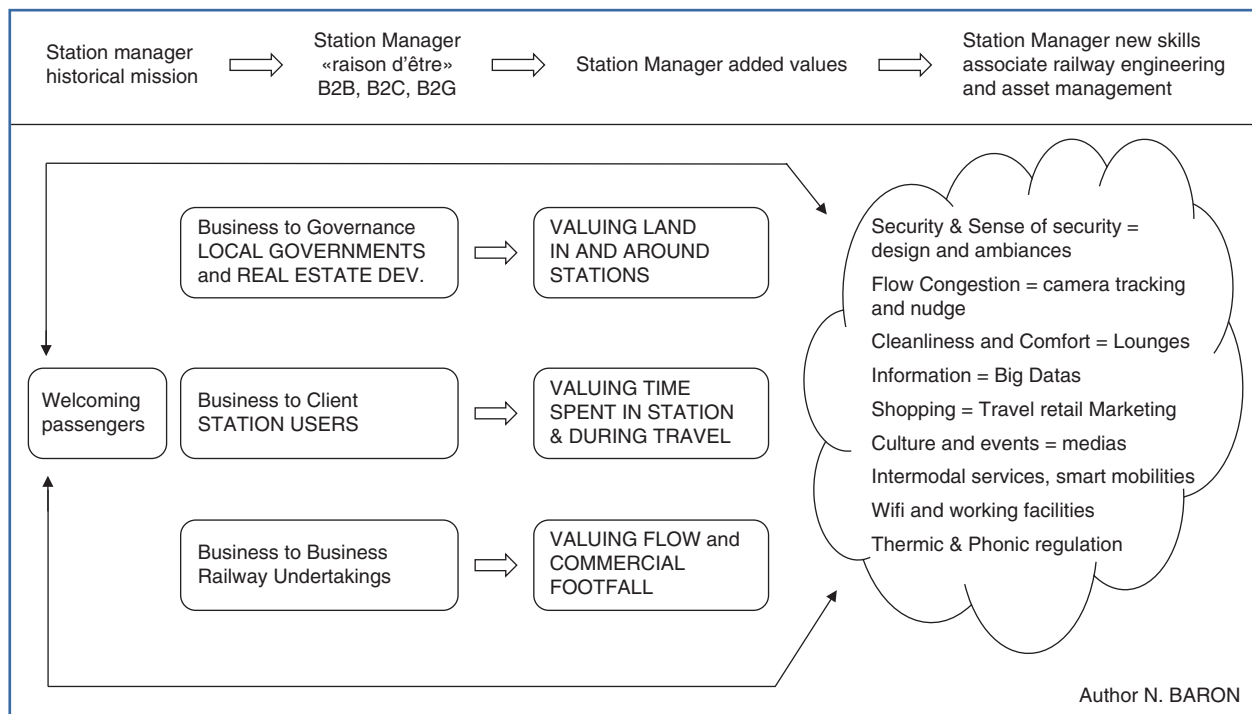 Station manager
historical mission
Station Manager
«raison d'être»
B2B, B2C, B2G
Station Manager added values
Station Manager new skills
associate railway engineering
and asset management
Business to Governance
LOCAL GOVERNMENTS
and REAL ESTATE DEV.
VALUING LAND
IN AND AROUND
STATIONS
Welcoming
passengers
Business to Client
STATION USERS
VALUING TIME
SPENT IN STATION
& DURING TRAVEL
Business to Business
Railway Undertakings
VALUING FLOW and
COMMERCIAL
FOOTFALL
Security & Sense of security =
design and ambiances
Flow Congestion = camera tracking
and nudge
Cleanliness and Comfort = Lounges
Information = Big Datas
Shopping = Travel retail Marketing
Culture and events = medias
Intermodal services, smart mobilities
Wifi and working facilities
Thermic & Phonic regulation
Author N. BARON